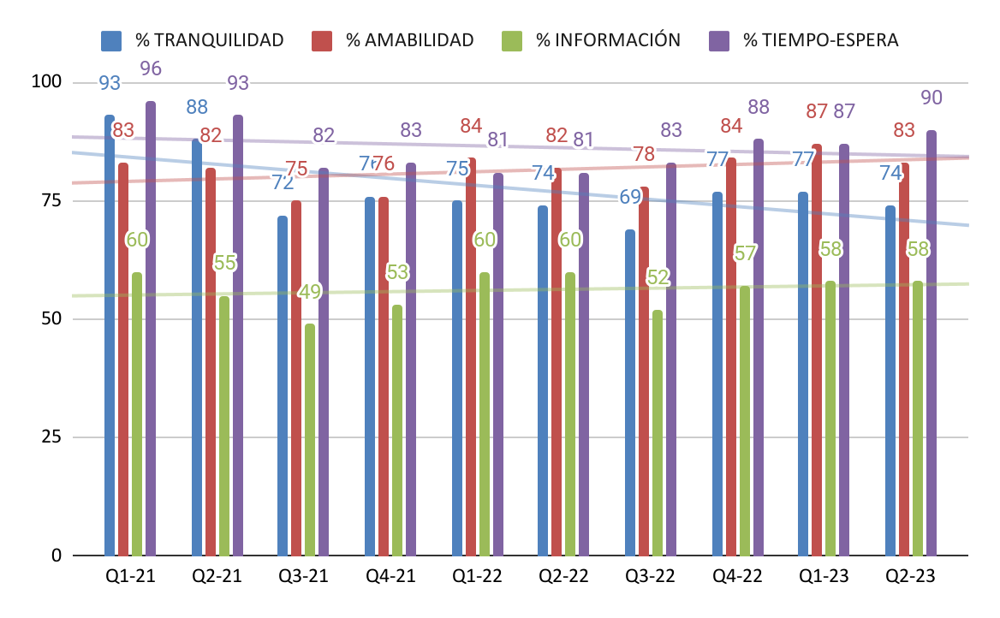 % TRANQUILIDAD % AMABILIDAD % INFORMACIÓN % TIEMPO-ESPERA
100
75
50
25
0
93 83 60 96
88 82 55 93
72 75 49 82
76 76 53 83
75 84 60 81
74 82 60 81
69 78 52 83
77 84 57 88
77 87 58 87
74 83 58 90
Q1-21 Q2-21 Q3-21 Q4-21 Q1-22 Q2-22 Q3-22 Q4-22 Q1-23 Q2-23